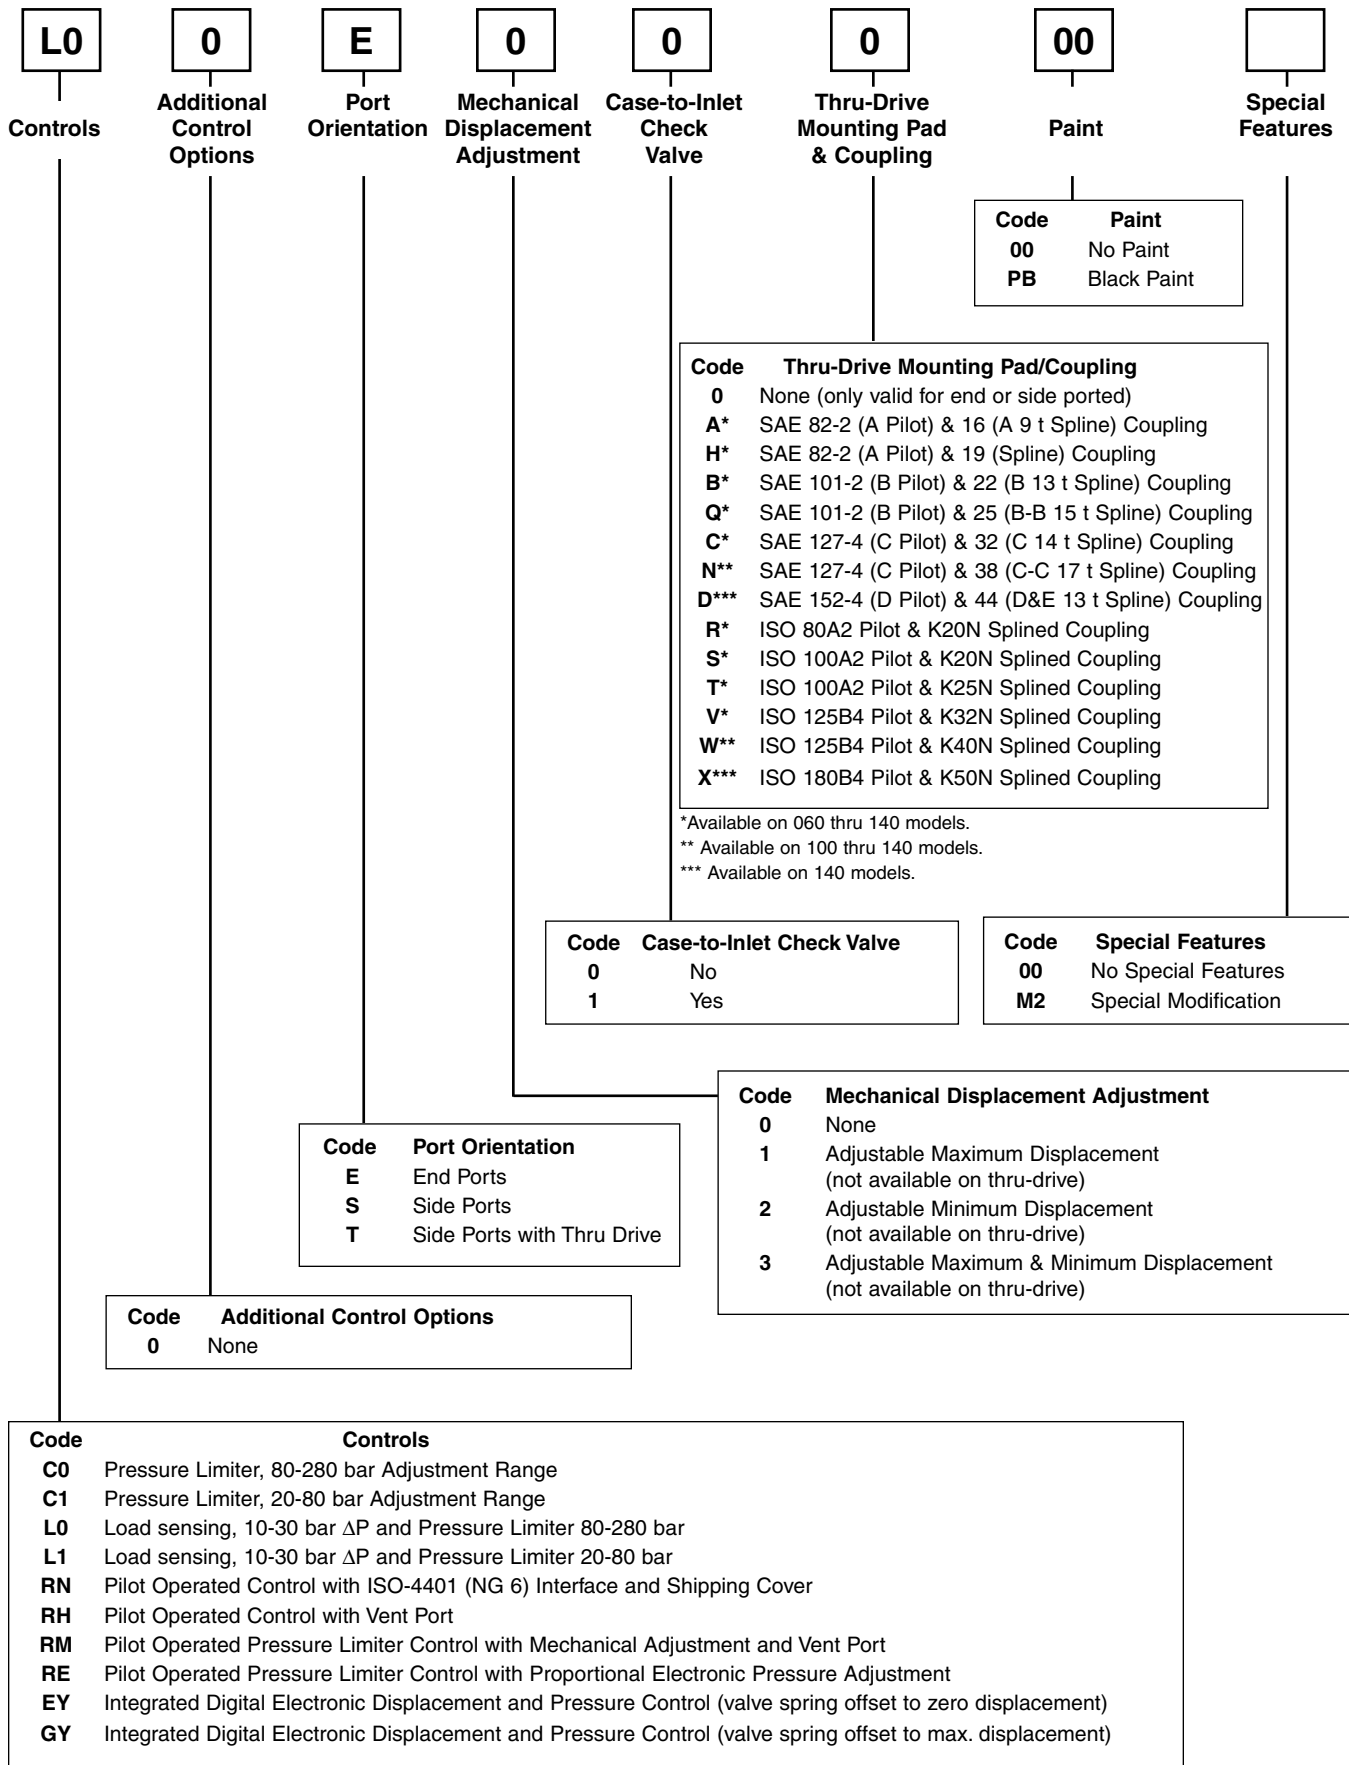 L0 0 E 0 0 0 00
Controls
Additional
Control
Options
Port
Orientation
Mechanical
Displacement
Adjustment
Case-to-Inlet
Check
Valve
Thru-Drive
Mounting Pad
& Coupling
Paint
Special
Features
Code Paint
00 No Paint
PB Black Paint
Code Thru-Drive Mounting Pad/Coupling
0 None (only valid for end or side ported)
A* SAE 82-2 (A Pilot) & 16 (A 9 t Spline) Coupling
H* SAE 82-2 (A Pilot) & 19 (Spline) Coupling
B* SAE 101-2 (B Pilot) & 22 (B 13 t Spline) Coupling
Q* SAE 101-2 (B Pilot) & 25 (B-B 15 t Spline) Coupling
C* SAE 127-4 (C Pilot) & 32 (C 14 t Spline) Coupling
N** SAE 127-4 (C Pilot) & 38 (C-C 17 t Spline) Coupling
D*** SAE 152-4 (D Pilot) & 44 (D&E 13 t Spline) Coupling
R* ISO 80A2 Pilot & K20N Splined Coupling
S* ISO 100A2 Pilot & K20N Splined Coupling
T* ISO 100A2 Pilot & K25N Splined Coupling
V* ISO 125B4 Pilot & K32N Splined Coupling
W** ISO 125B4 Pilot & K40N Splined Coupling
X*** ISO 180B4 Pilot & K50N Splined Coupling
*Available on 060 thru 140 models.
** Available on 100 thru 140 models.
*** Available on 140 models.
Code Case-to-Inlet Check Valve
0 No
1 Yes
Code Special Features
00 No Special Features
M2 Special Modification
Code Mechanical Displacement Adjustment
0 None
1 Adjustable Maximum Displacement
(not available on thru-drive)
2 Adjustable Minimum Displacement
(not available on thru-drive)
3 Adjustable Maximum & Minimum Displacement
(not available on thru-drive)
Code Port Orientation
E End Ports
S Side Ports
T Side Ports with Thru Drive
Code Additional Control Options
0 None
Code Controls
C0 Pressure Limiter, 80-280 bar Adjustment Range
C1 Pressure Limiter, 20-80 bar Adjustment Range
L0 Load sensing, 10-30 bar ∆P and Pressure Limiter 80-280 bar
L1 Load sensing, 10-30 bar ∆P and Pressure Limiter 20-80 bar
RN Pilot Operated Control with ISO-4401 (NG 6) Interface and Shipping Cover
RH Pilot Operated Control with Vent Port
RM Pilot Operated Pressure Limiter Control with Mechanical Adjustment and Vent Port
RE Pilot Operated Pressure Limiter Control with Proportional Electronic Pressure Adjustment
EY Integrated Digital Electronic Displacement and Pressure Control (valve spring offset to zero displacement)
GY Integrated Digital Electronic Displacement and Pressure Control (valve spring offset to max. displacement)